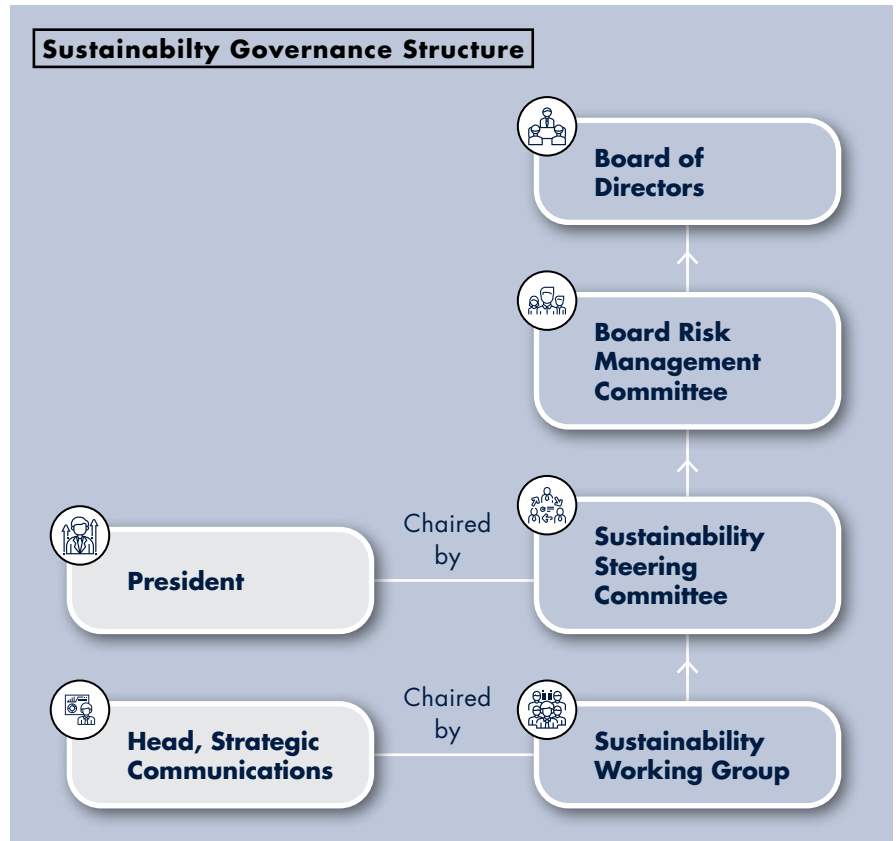 Sustainabilty Governance Structure
Board of
Directors
Board Risk
Management
Committee
Chaired
by
Sustainability
Steering
Committee
President
Chaired
by
Head, Strategic
Communications
Sustainability
Working Group